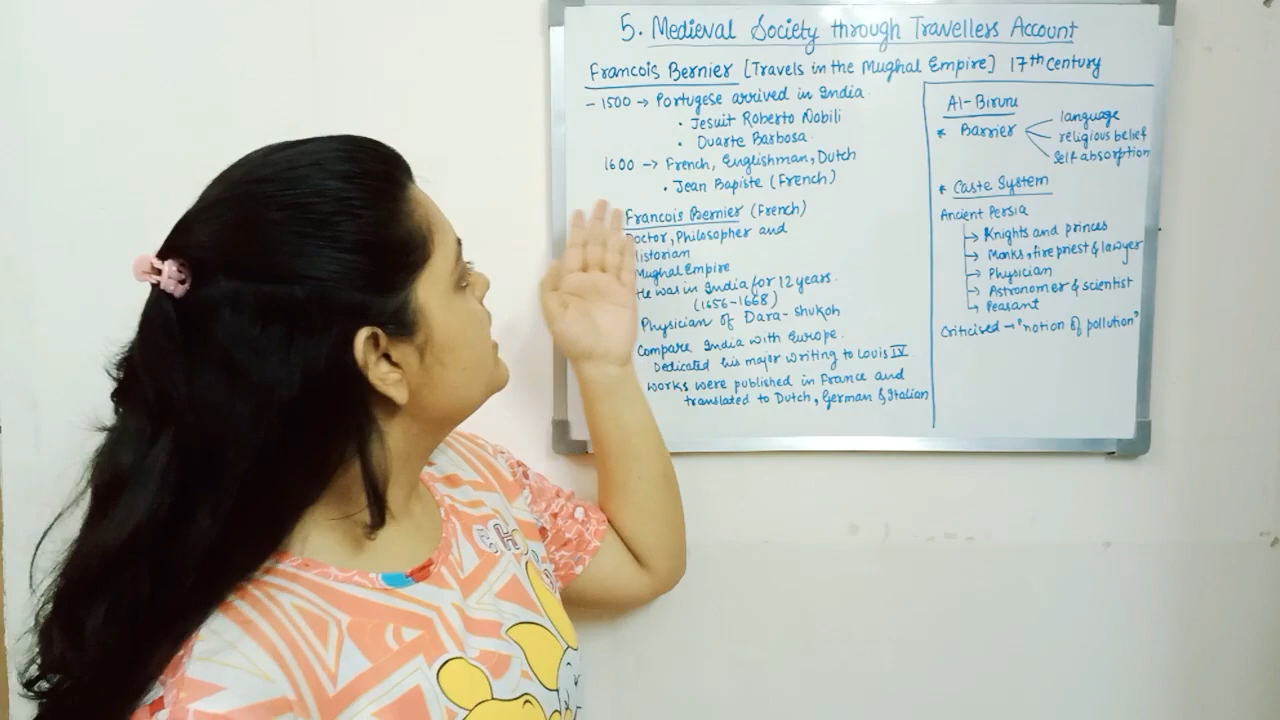 5. Medieval Society through Travellers Account
Francois Bernier [Travels in the Mughal Empire] 17th century
- 1500 → Portugese arrived in India.
• Jesuit Roberto Nobili
• Duarte Barbosa.
1600 → French, Englishman, Dutch
• Jean Bapiste (French)
Francois Bernier (French)
Doctor, Philosopher and
Historian
Mughal Empire
He was in India for 12 years.
(1656-1668)
Physician of Dara-Shukoh
Compare India with Europe.
Dedicated his major writing to Louis IV
Works were published in France and
translated to Dutch, German & Italian
Al-Biruni
* Barrier
language
religious belief
Self absorption
* Caste System
Ancient Persia
Knights and princes
Monks, fire priest & lawyer
Physician
Astronomer & scientist
Peasant
Criticised → "notion of pollution"